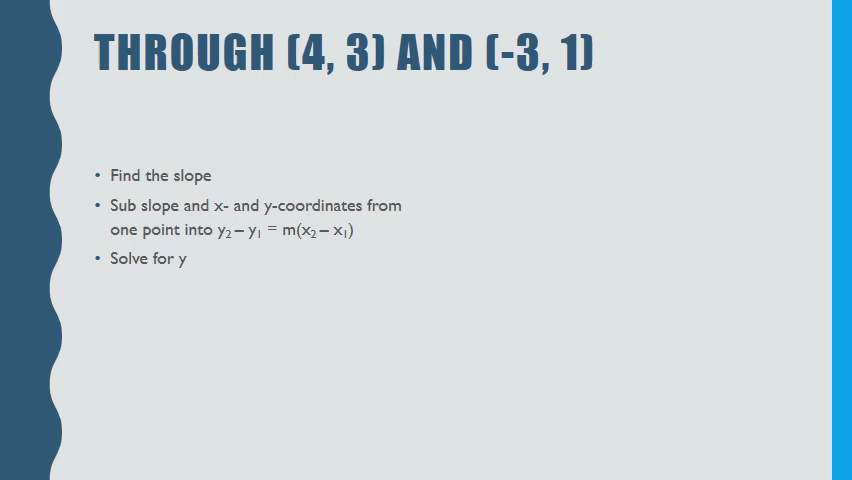 THROUGH (4, 3) AND (-3, 1)
• Find the slope
• Sub slope and x- and y-coordinates from
one point into y₂ – y₁ = m(x₂ – x₁)
• Solve for y